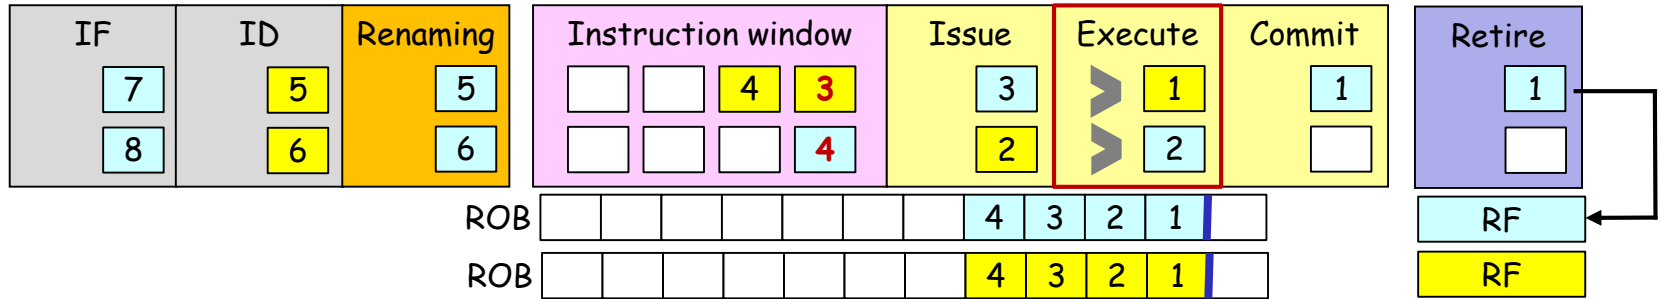 IF ID Renaming Instruction window Issue Execute Commit Retire
7 5 5 4 3 3 1 1 1
8 6 6 4 2 2
ROB 4 3 2 1 RF
ROB 4 3 2 1 RF